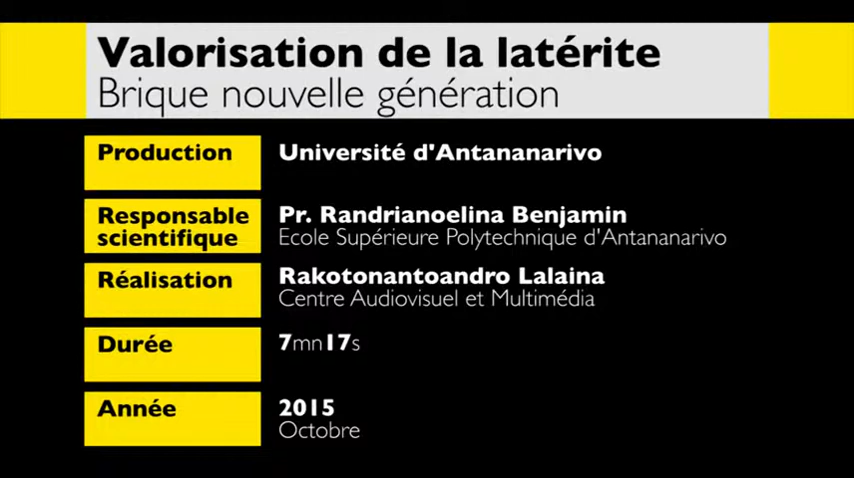 Valorisation de la latérite
Brique nouvelle génération
Production
Université d'Antananarivo
Responsable scientifique
Pr. Randrianoelina Benjamin
Ecole Supérieure Polytechnique d'Antananarivo
Réalisation
Rakotonantoandro Lalaina
Centre Audiovisuel et Multimédia
Durée
7mn17s
Année
2015
Octobre